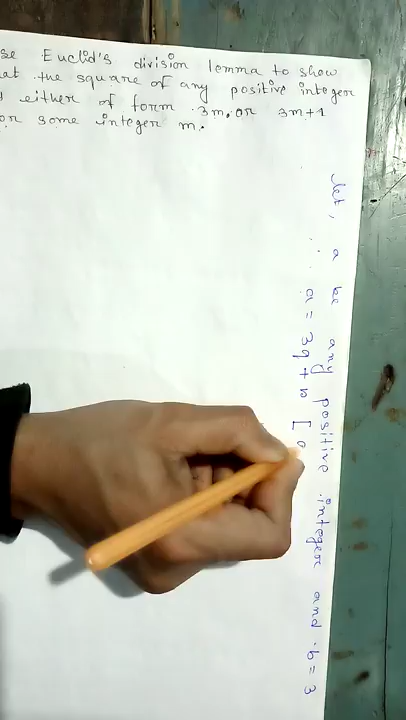 se Euclid's division lemma to show
at the square of any positive integer
either of form 3m, or 3m+1
or some integer m.
let, a be any positive integer and b = 3
∴ a = 3q + r [ 0